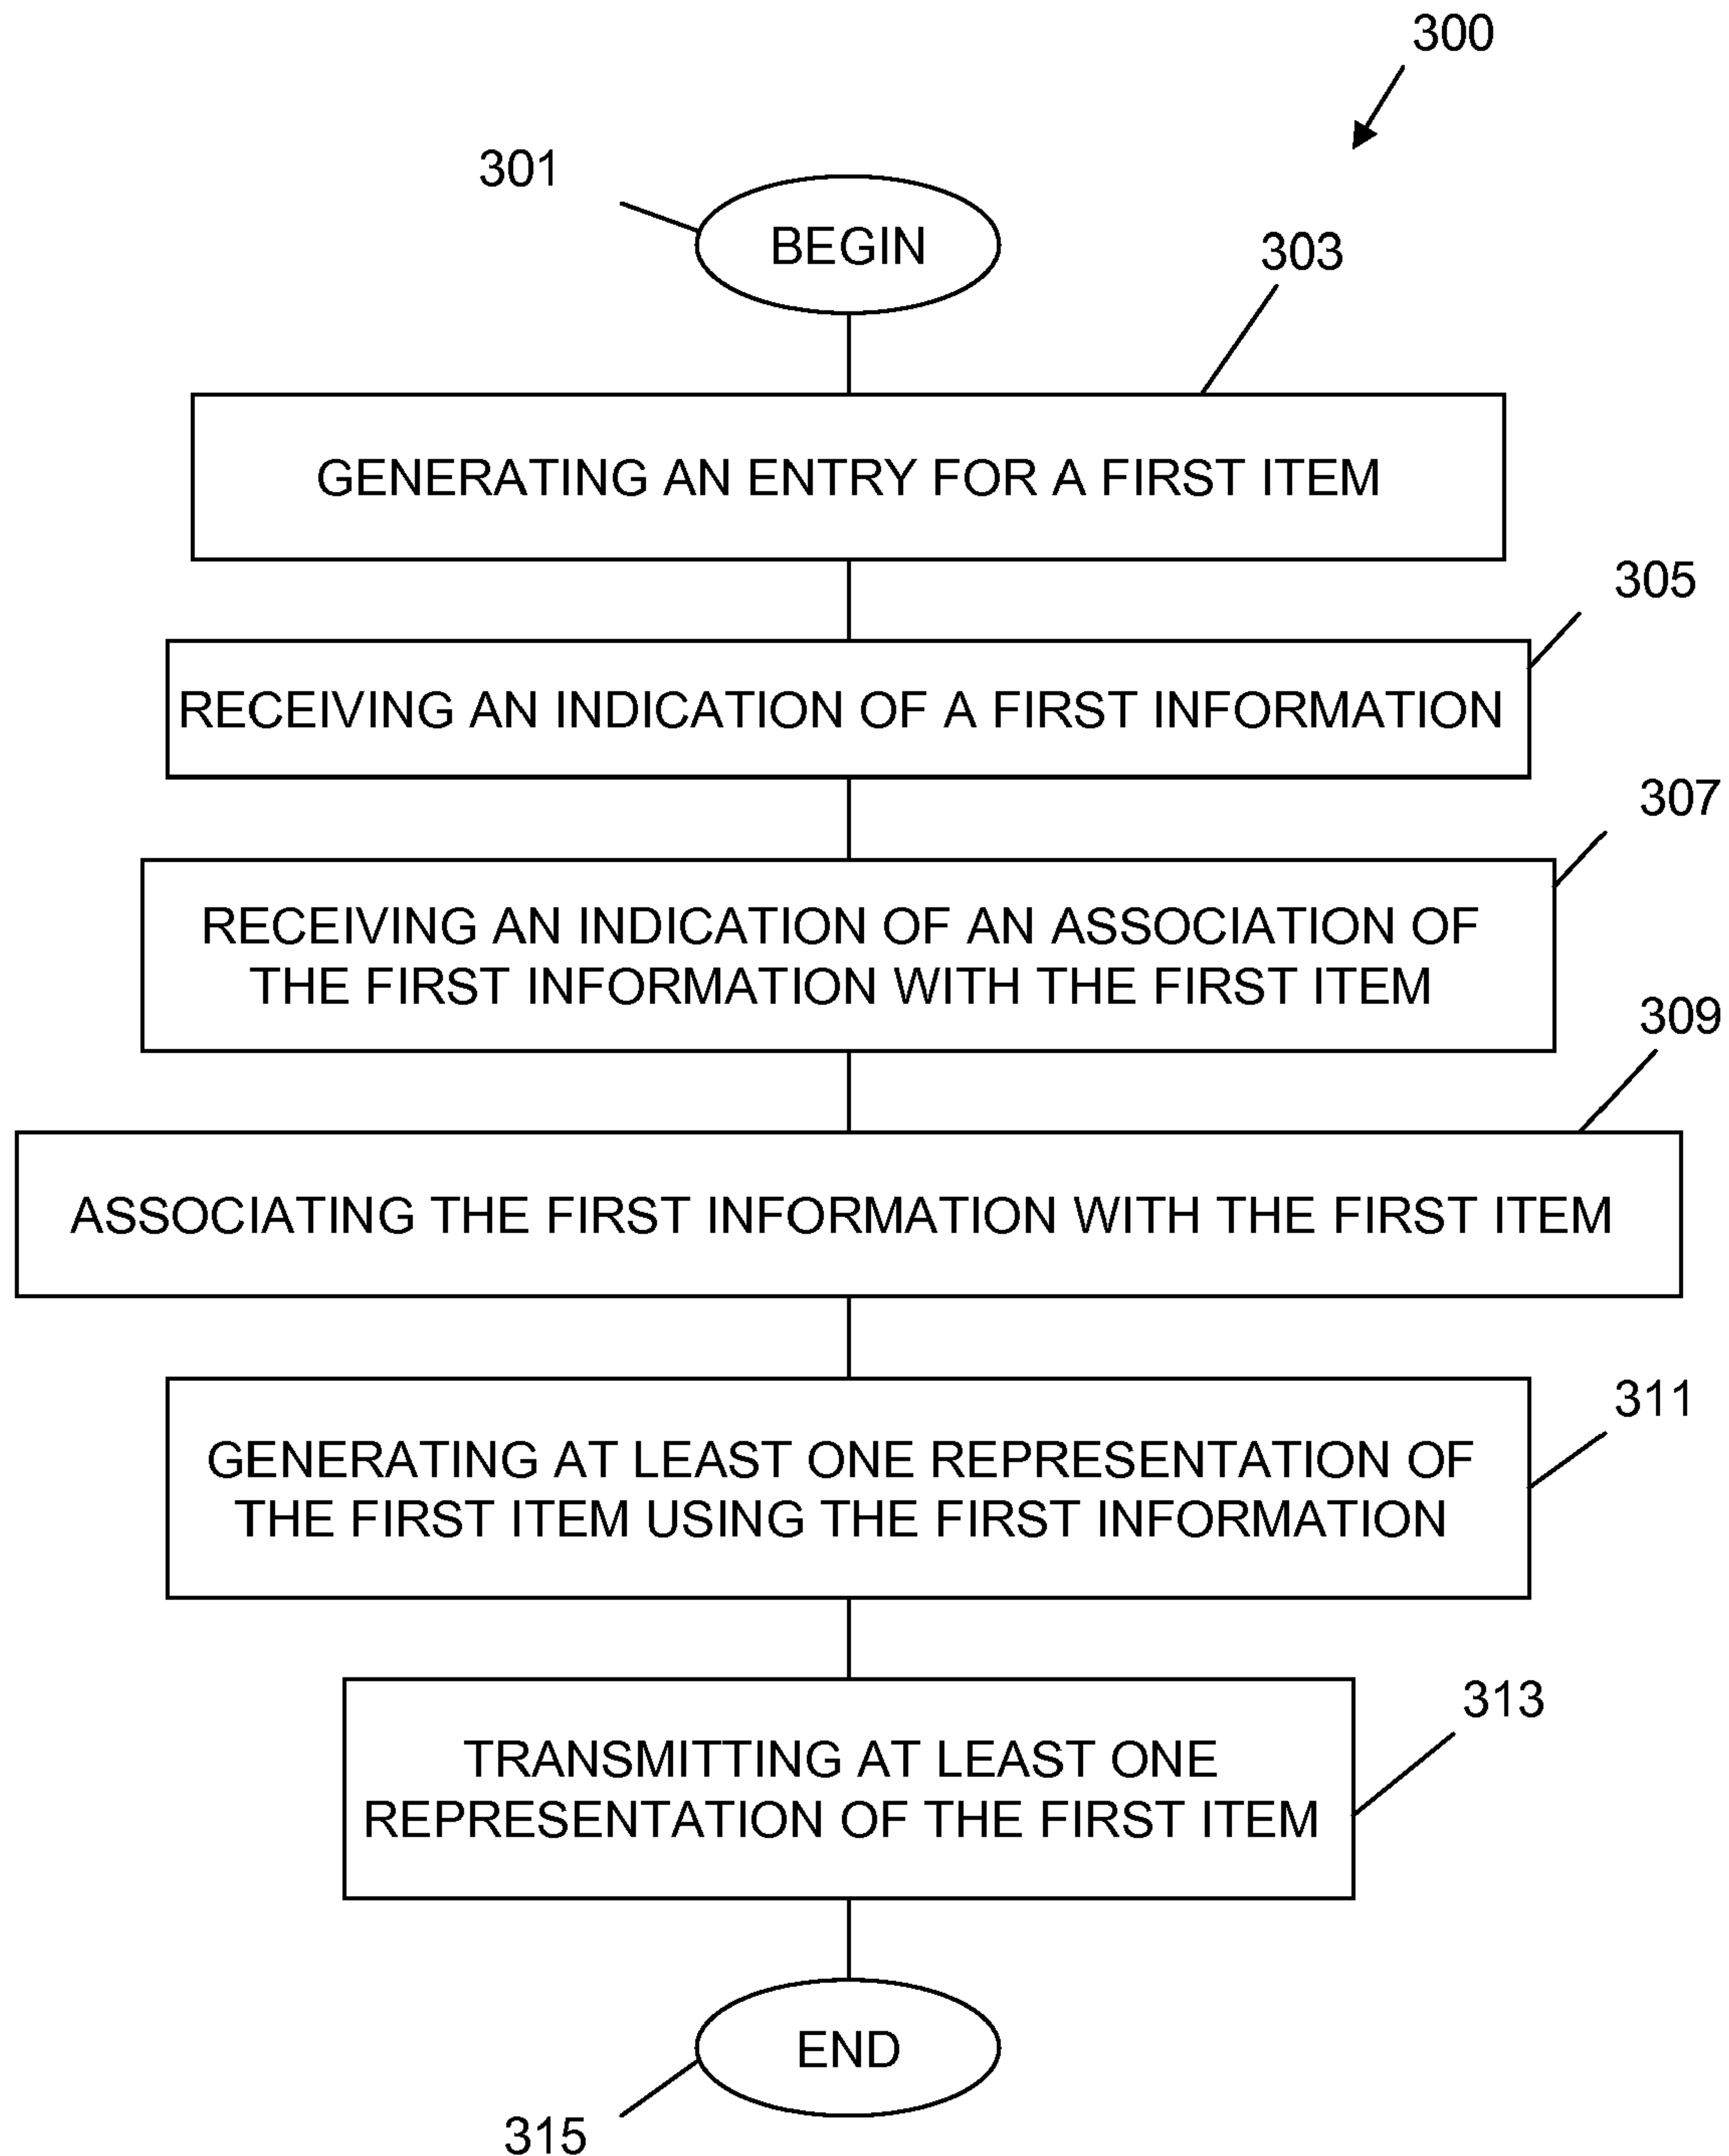 300
301
BEGIN
303
GENERATING AN ENTRY FOR A FIRST ITEM
305
RECEIVING AN INDICATION OF A FIRST INFORMATION
307
RECEIVING AN INDICATION OF AN ASSOCIATION OF
THE FIRST INFORMATION WITH THE FIRST ITEM
309
ASSOCIATING THE FIRST INFORMATION WITH THE FIRST ITEM
311
GENERATING AT LEAST ONE REPRESENTATION OF
THE FIRST ITEM USING THE FIRST INFORMATION
313
TRANSMITTING AT LEAST ONE
REPRESENTATION OF THE FIRST ITEM
END
315